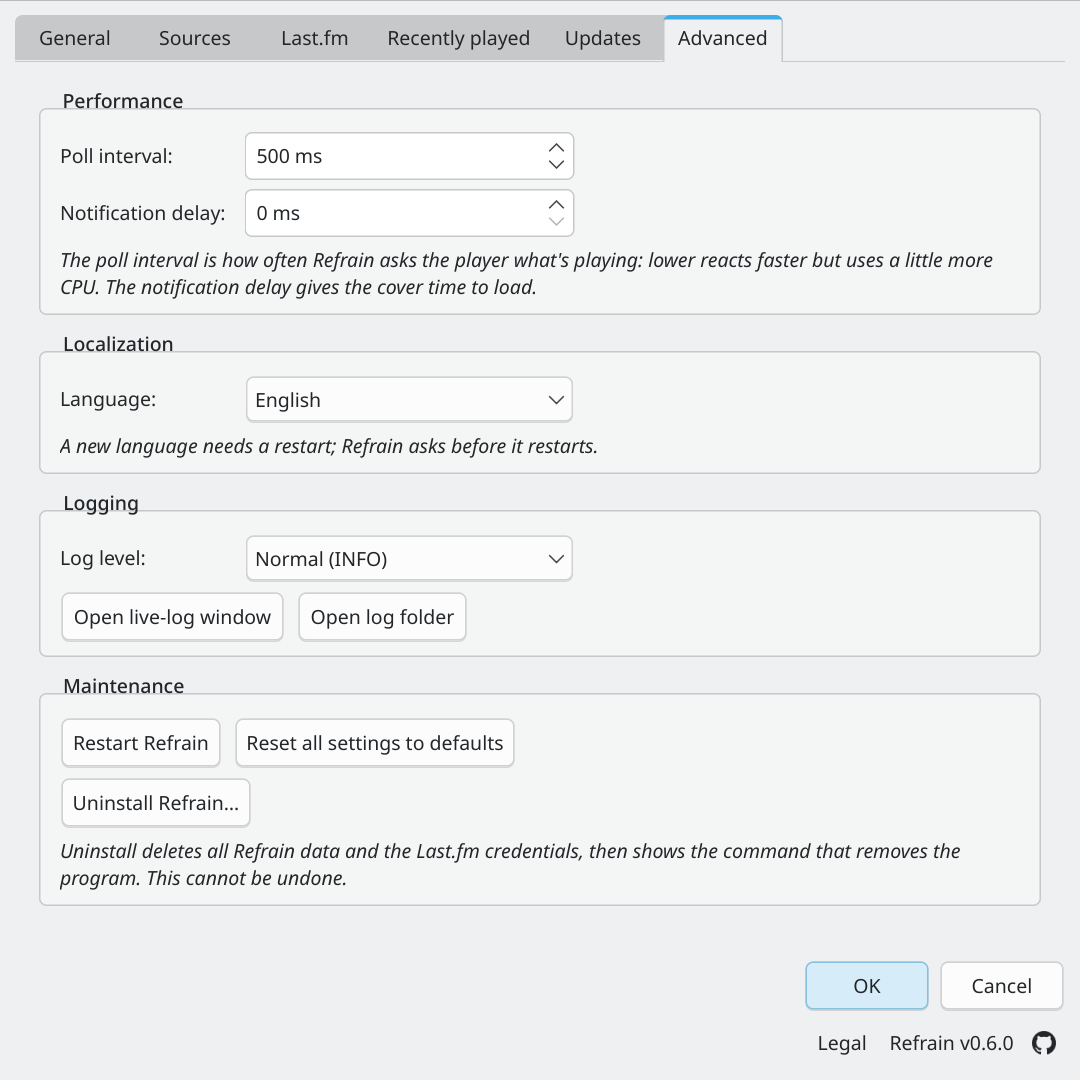 General Sources Last.fm Recently played Updates Advanced
Performance
Poll interval: 500 ms
Notification delay: 0 ms
The poll interval is how often Refrain asks the player what's playing: lower reacts faster but uses a little more
CPU. The notification delay gives the cover time to load.
Localization
Language: English
A new language needs a restart; Refrain asks before it restarts.
Logging
Log level: Normal (INFO)
Open live-log window Open log folder
Maintenance
Restart Refrain Reset all settings to defaults
Uninstall Refrain...
Uninstall deletes all Refrain data and the Last.fm credentials, then shows the command that removes the
program. This cannot be undone.
OK Cancel
Legal Refrain v0.6.0